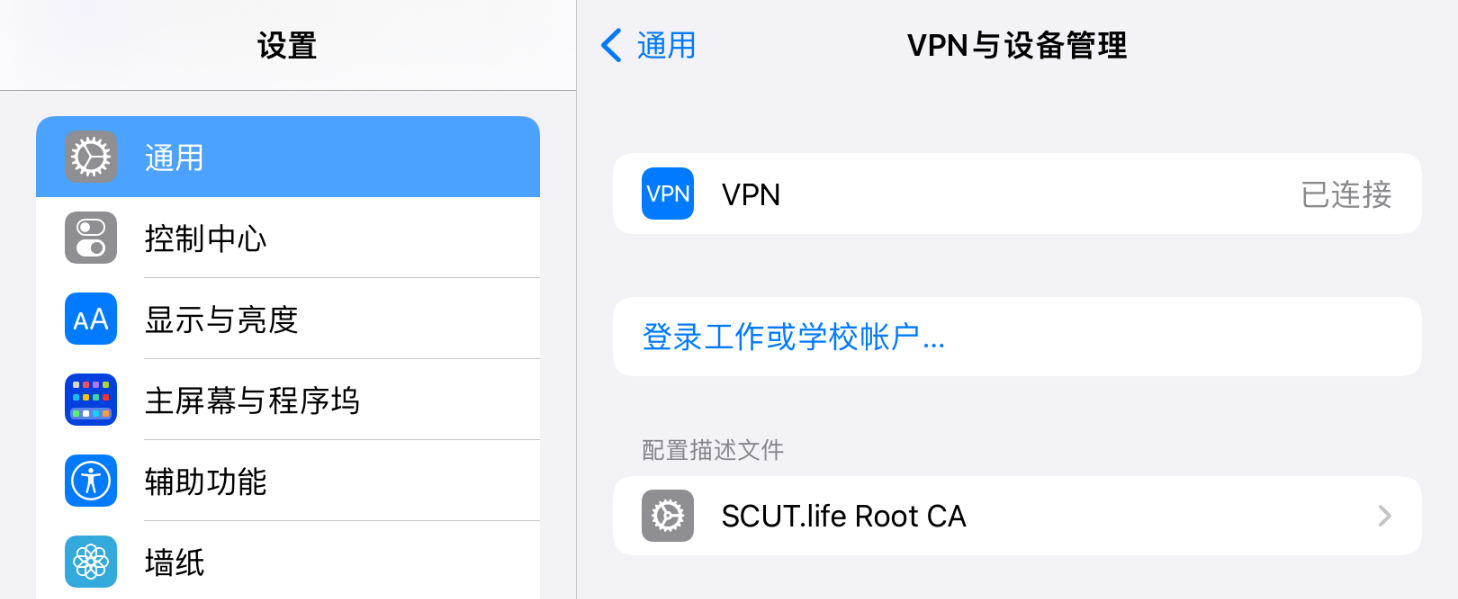 设置
通用
控制中心
显示与亮度
主屏幕与程序坞
辅助功能
墙纸
通用
VPN与设备管理
VPN VPN 已连接
登录工作或学校帐户...
配置描述文件
SCUT.life Root CA